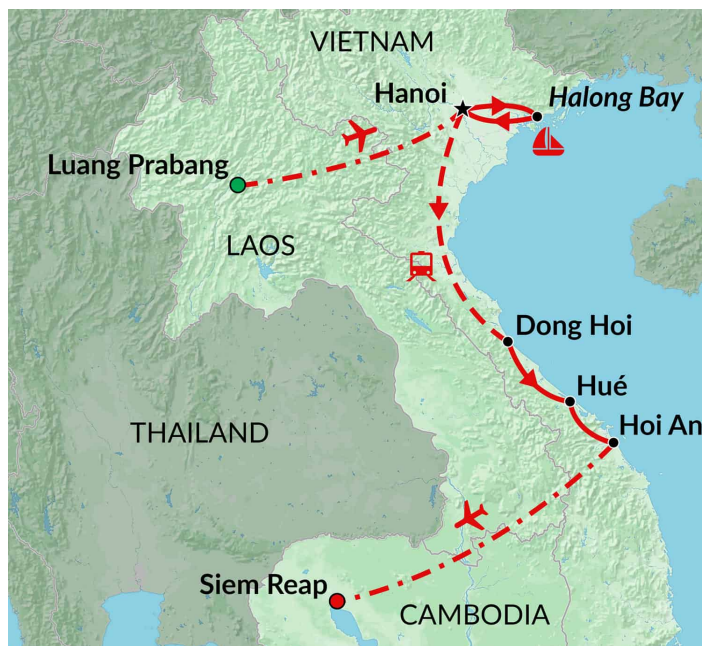 VIETNAM
Hanoi
Halong Bay
Luang Prabang
LAOS
Dong Hoi
Hué
THAILAND
Hoi An
Siem Reap
CAMBODIA